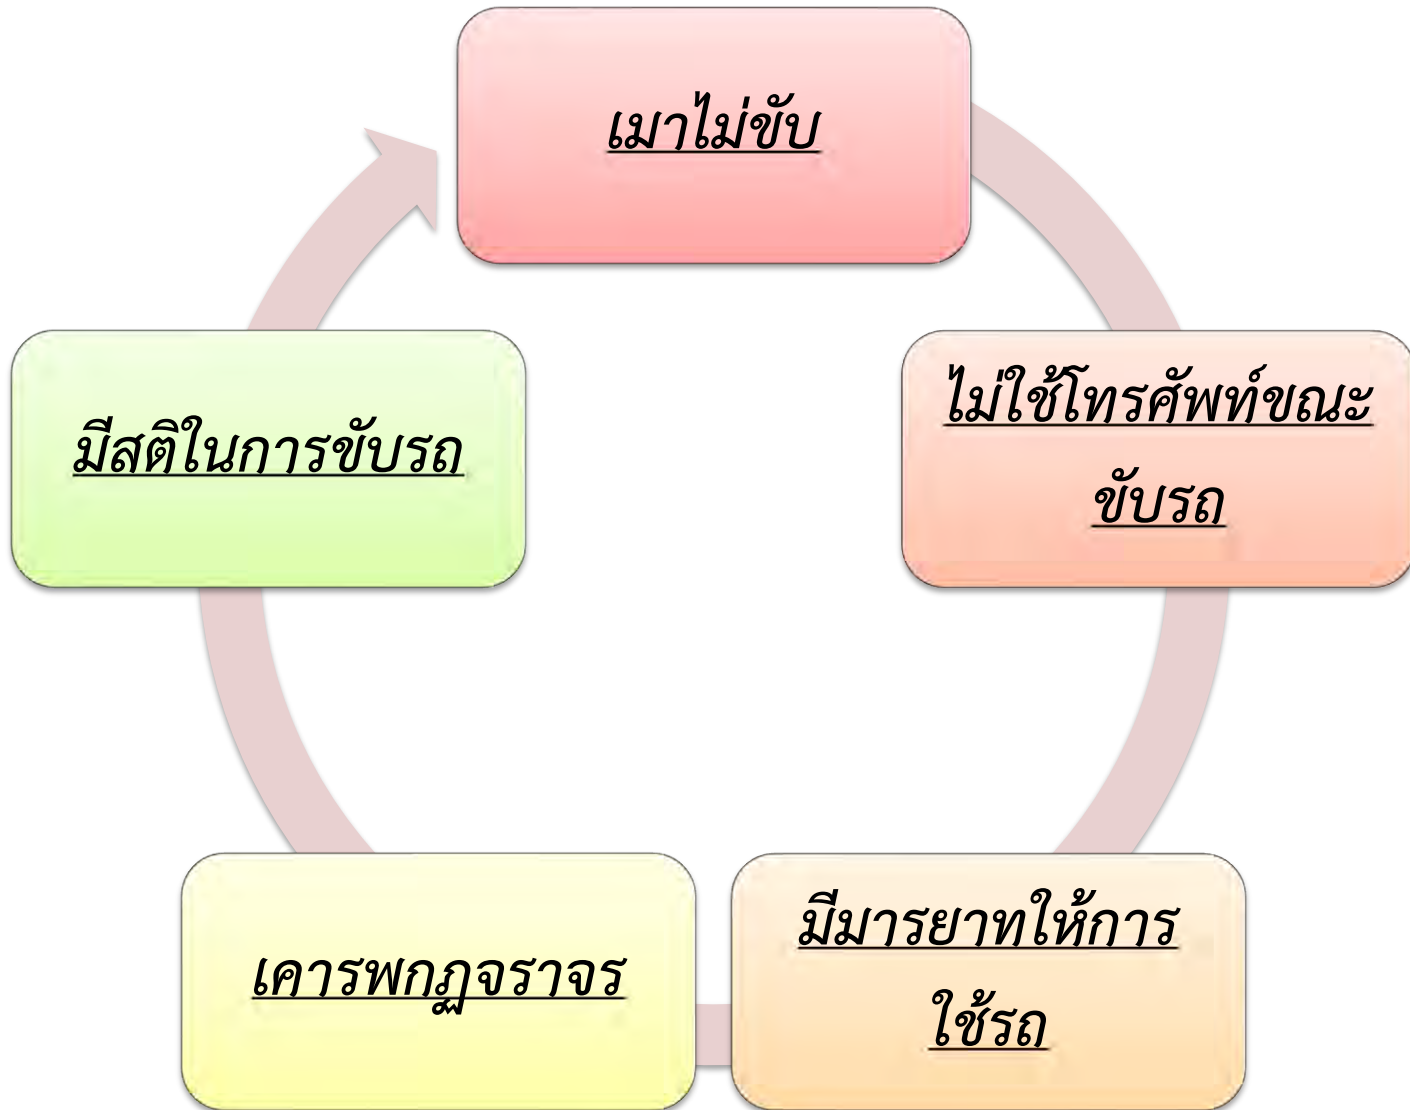 เมาไม่ขับ
ไม่ใช้โทรศัพท์ขณะ
ขับรถ
มีมารยาทให้การ
ใช้รถ
เคารพกฏจราจร
มีสติในการขับรถ